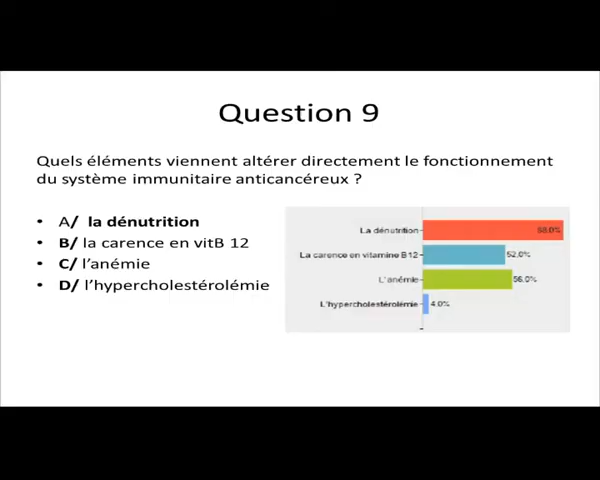 Question 9
Quels éléments viennent altérer directement le fonctionnement
du système immunitaire anticancéreux ?
• A/ la dénutrition
• B/ la carence en vitB 12
• C/ l'anémie
• D/ l'hypercholestérolémie
La dénutrition
La carence en vitamine B12
52,0%
L'anémie
56,0%
L'hypercholestérolémie
4,0%